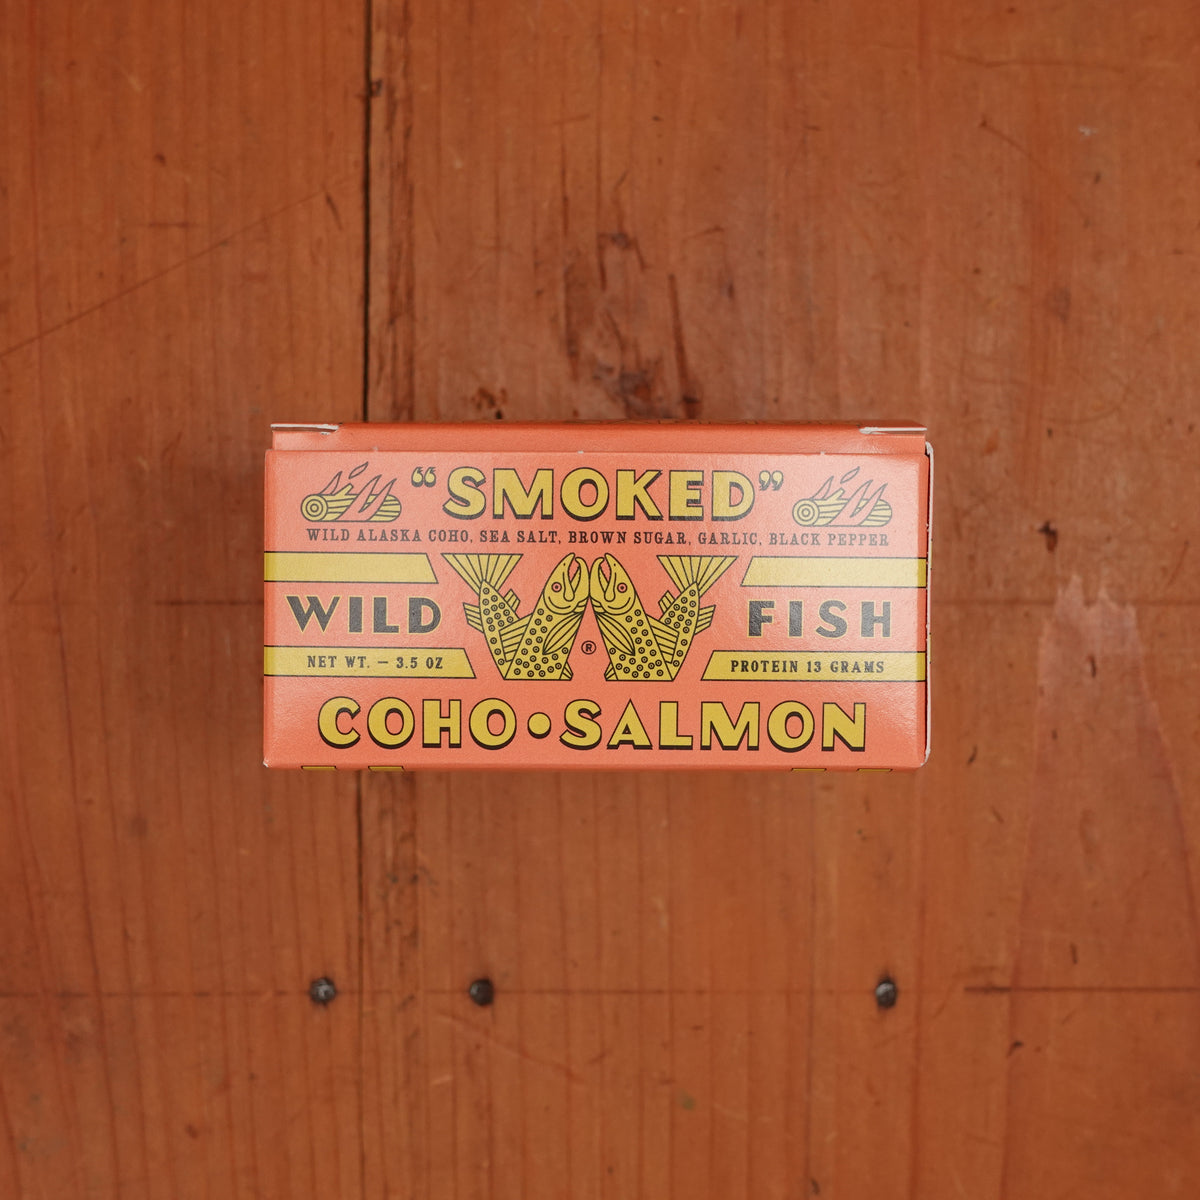 “SMOKED”
WILD ALASKA COHO, SEA SALT, BROWN SUGAR, GARLIC, BLACK PEPPER
WILD FISH
®
NET WT. – 3.5 OZ
PROTEIN 13 GRAMS
COHO • SALMON